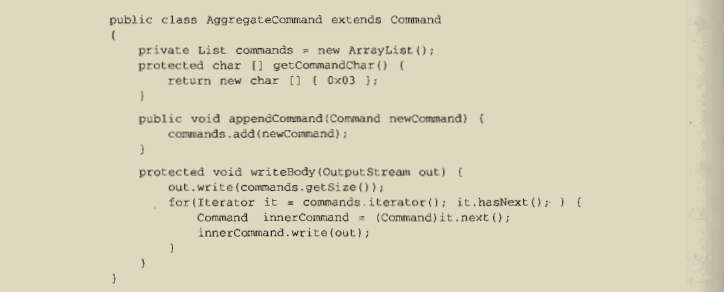 public class AggregateCommand extends Command
{
private List commands = new ArrayList();
protected char [] getCommandChar() {
return new char [] { 0x03 };
}
public void appendCommand(Command newCommand) {
commands.add(newCommand);
}
protected void writeBody(OutputStream out) {
out.write(commands.getSize());
for(Iterator it = commands.iterator(); it.hasNext(); ) {
Command innerCommand = (Command)it.next();
innerCommand.write(out);
}
}
}